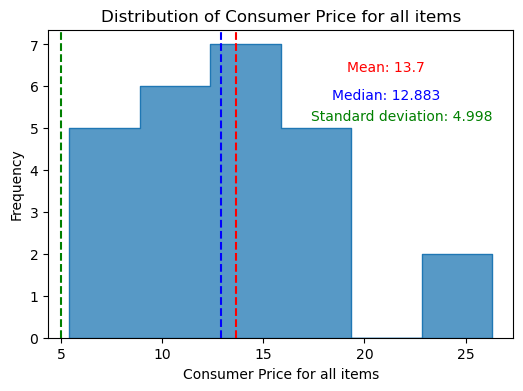 Distribution of Consumer Price for all items
Frequency
7
6
5
4
3
2
1
0
Mean: 13.7
Median: 12.883
Standard deviation: 4.998
5
10
15
20
25
Consumer Price for all items